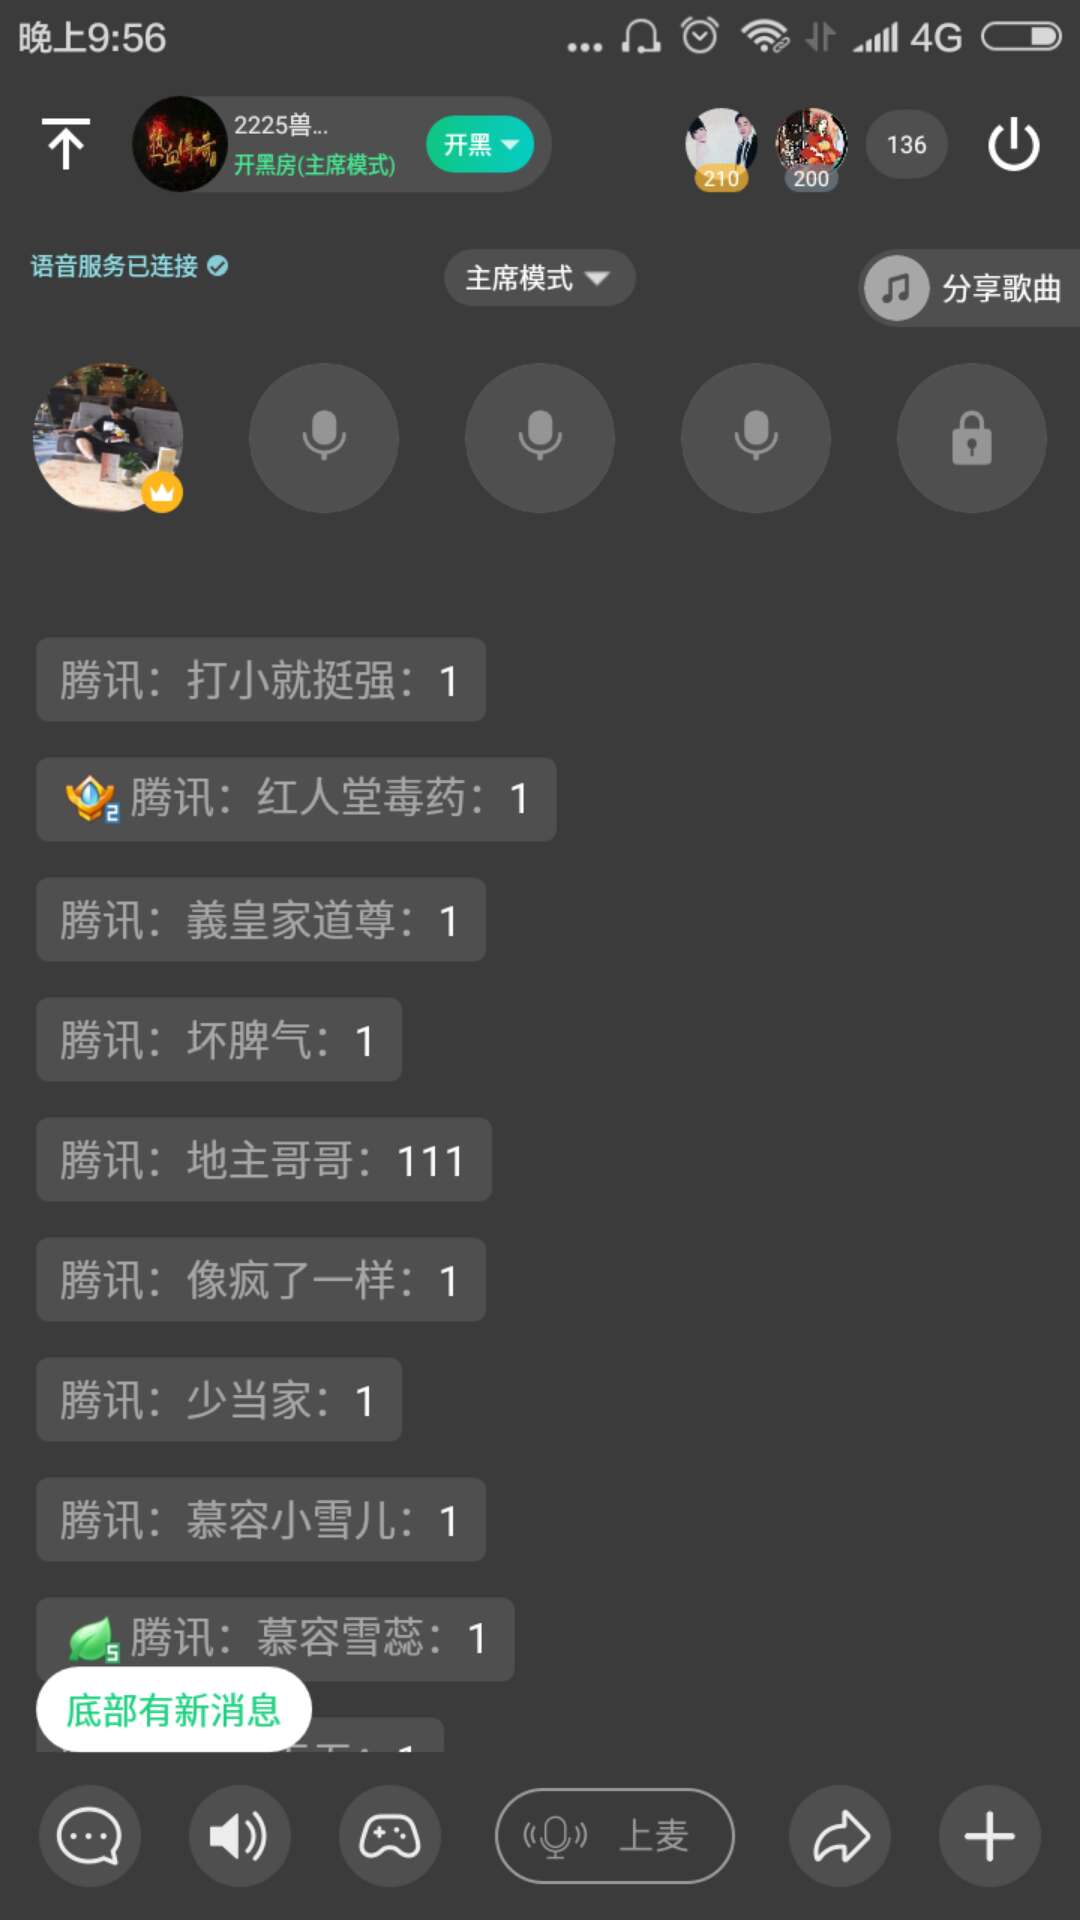 晚上9:56
4G
热血传奇
2225兽...
开黑房(主席模式)
开黑
210
200
136
语音服务已连接
主席模式
分享歌曲
腾讯：打小就挺强：1
2 腾讯：红人堂毒药：1
腾讯：義皇家道尊：1
腾讯：坏脾气：1
腾讯：地主哥哥：111
腾讯：像疯了一样：1
腾讯：少当家：1
腾讯：慕容小雪儿：1
5 腾讯：慕容雪蕊：1
底部有新消息
上麦